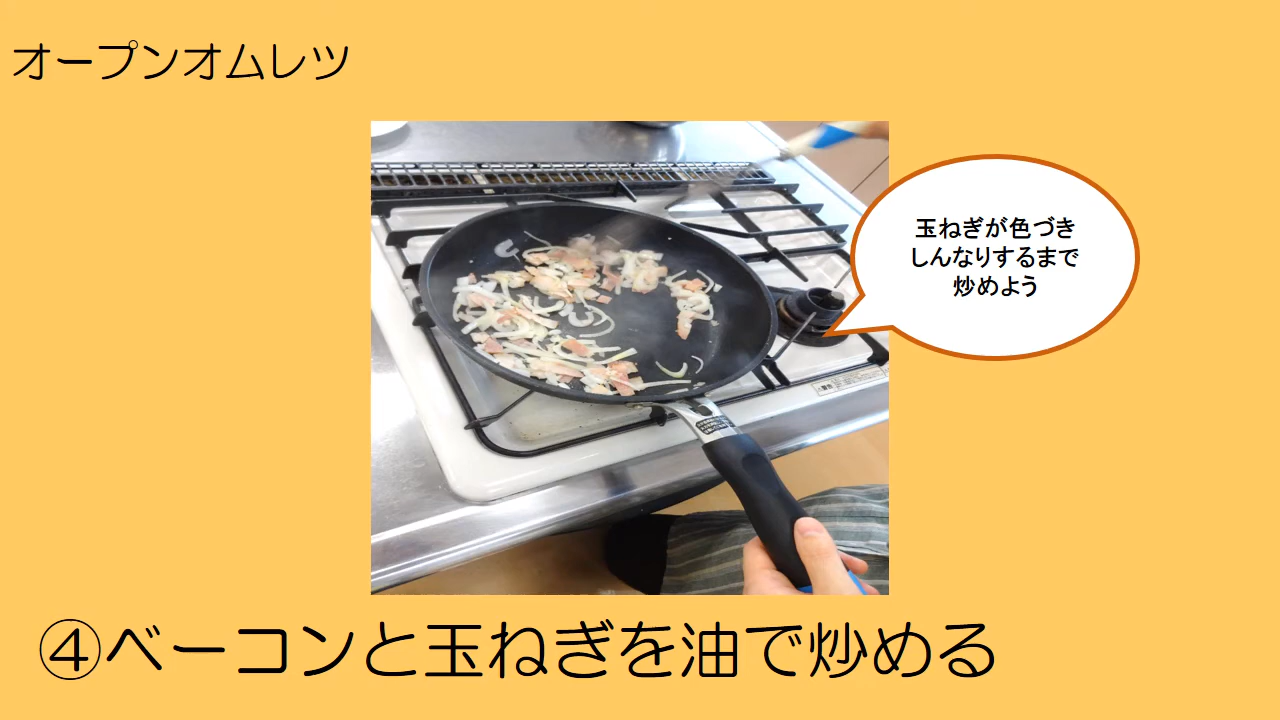 オープンオムレツ
玉ねぎが色づき
しんなりするまで
炒めよう
④ベーコンと玉ねぎを油で炒める